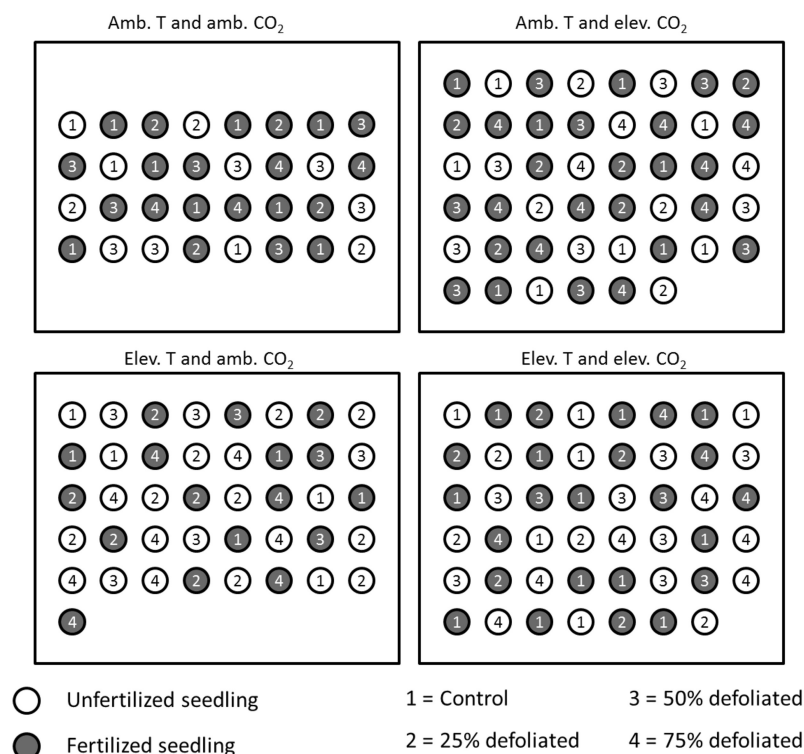 Amb. T and amb. CO₂
1 1 2 2 1 2 1 3
3 1 1 3 3 4 3 4
2 3 4 1 4 1 2 3
1 3 3 2 1 3 1 2
Amb. T and elev. CO₂
1 1 3 2 1 3 3 2
2 4 1 3 4 4 1 4
1 3 2 4 2 1 4 4
3 4 2 4 2 2 4 3
3 2 4 3 1 1 1 3
3 1 1 3 4 2
Elev. T and amb. CO₂
1 3 2 3 3 2 2 2
1 1 4 2 4 1 3 3
2 4 2 2 2 4 1 1
2 2 4 3 1 4 3 2
4 3 4 2 2 4 1 2
4
Elev. T and elev. CO₂
1 1 2 1 1 4 1 1
2 2 1 1 2 3 4 3
1 3 3 1 3 3 4 4
2 4 1 2 4 3 1 4
3 2 4 1 1 3 3 4
1 4 1 1 2 1 2
Unfertilized seedling
Fertilized seedling
1 = Control
2 = 25% defoliated
3 = 50% defoliated
4 = 75% defoliated